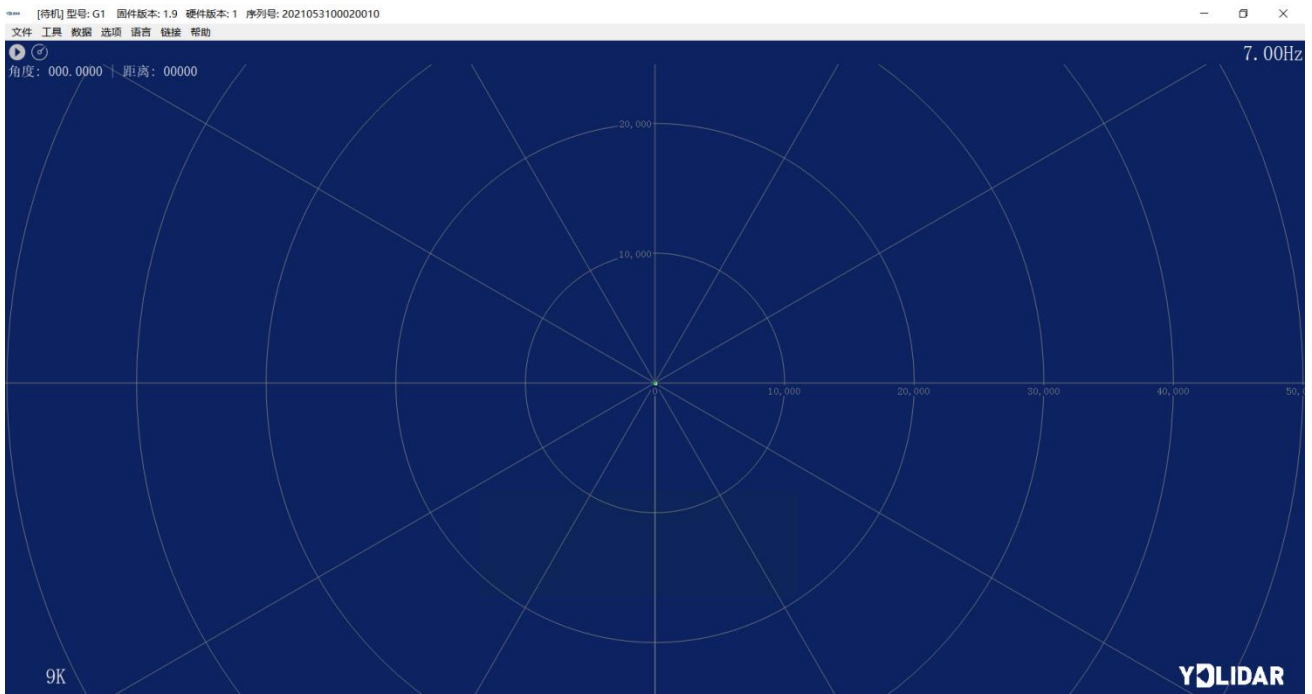 [待机] 型号: G1 固件版本: 1.9 硬件版本: 1 序列号: 2021053100020010
文件 工具 数据 选项 语言 链接 帮助
7.00Hz
角度: 000.0000 | 距离: 00000
20,000
10,000
0 10,000 20,000 30,000 40,000 50,
9K
YDLIDAR